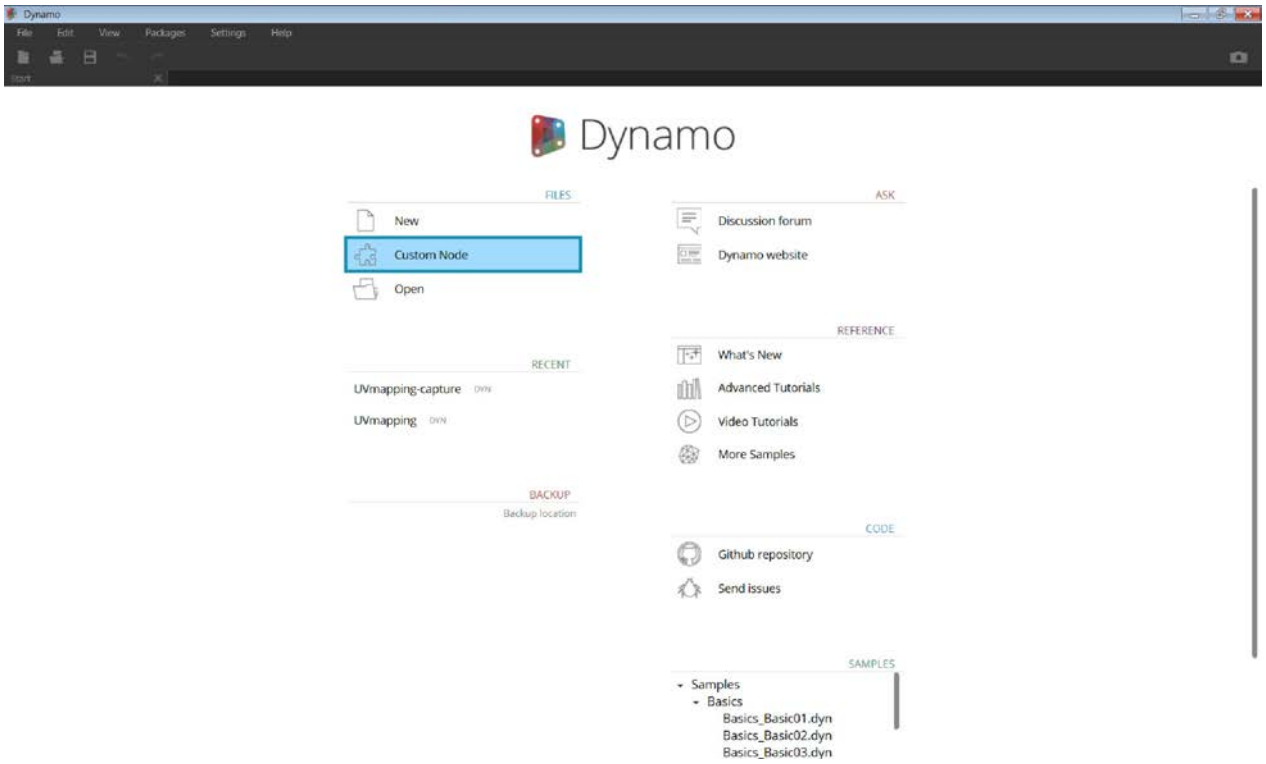 Dynamo
File Edit View Packages Settings Help
Start
Dynamo
FILES
New
Custom Node
Open
RECENT
UVmapping-capture DYN
UVmapping DYN
BACKUP
Backup location
ASK
Discussion forum
Dynamo website
REFERENCE
What's New
Advanced Tutorials
Video Tutorials
More Samples
CODE
Github repository
Send issues
SAMPLES
Samples
Basics
Basics_Basic01.dyn
Basics_Basic02.dyn
Basics_Basic03.dyn